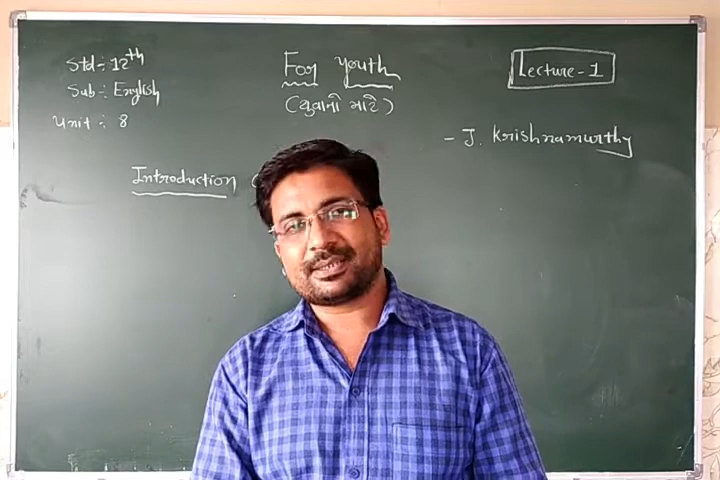 Std :- 12th
Sub :- English
Unit :- 8
For Youth
(યુવાનો માટે)
Lecture - 1
- J. Krishnamurthy
Introduction (